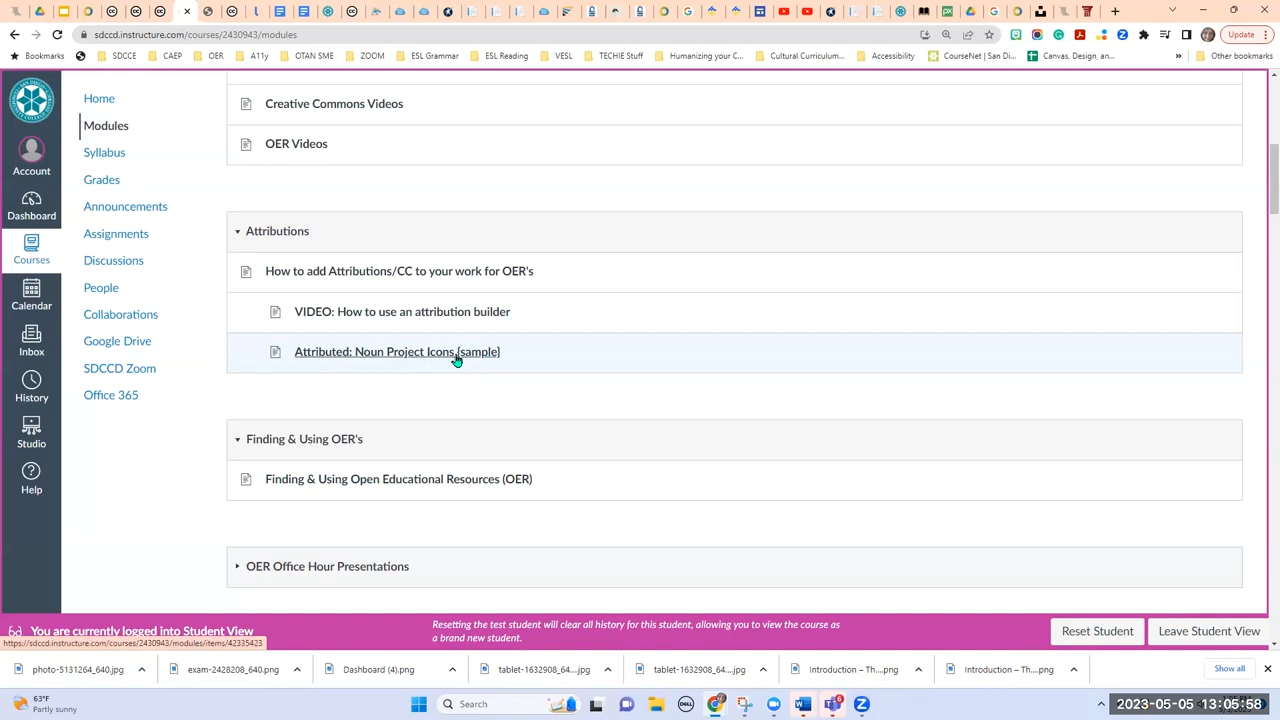 sdccd.instructure.com/courses/2430943/modules
Update
Bookmarks
SDCCE
CAEP
OER
A11y
OTAN SME
ZOOM
ESL Grammar
ESL Reading
VESL
TECHIE Stuff
Humanizing your C...
Cultural Curriculum...
Accessibility
CourseNet | San Di...
Canvas, Design, an...
»
Other bookmarks
Account
Dashboard
Courses
Calendar
Inbox
History
Studio
Help
Home
Modules
Syllabus
Grades
Announcements
Assignments
Discussions
People
Collaborations
Google Drive
SDCCD Zoom
Office 365
Creative Commons Videos
OER Videos
Attributions
How to add Attributions/CC to your work for OER's
VIDEO: How to use an attribution builder
Attributed: Noun Project Icons {sample}
Finding & Using OER's
Finding & Using Open Educational Resources (OER)
OER Office Hour Presentations
You are currently logged into Student View
Resetting the test student will clear all history for this student, allowing you to view the course as
a brand new student.
Reset Student
Leave Student View
https://sdccd.instructure.com/courses/2430943/modules/items/42335423
photo-5131264_640.jpg
exam-2428208_640.png
Dashboard (4).png
tablet-1632908_64....jpg
tablet-1632908_64....jpg
Introduction – Th....png
Introduction – Th....png
Show all
63°F
Partly sunny
Search
DELL
6
2023-05-05 13:05:58